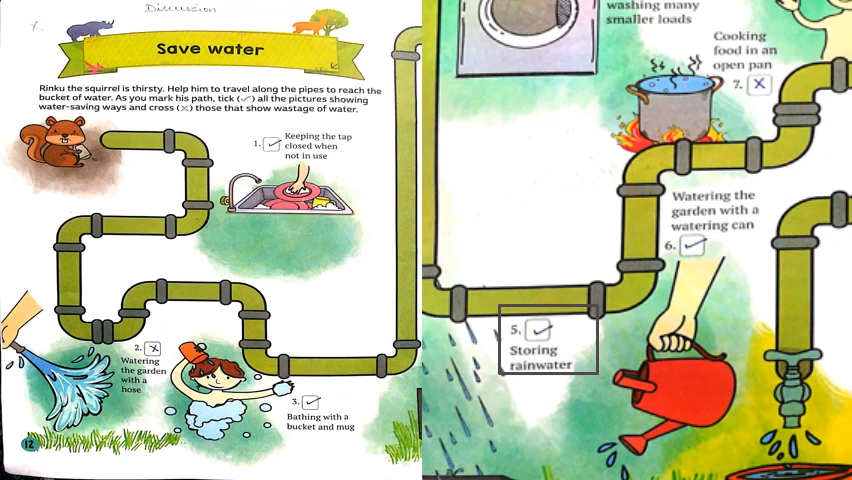 Discussion
x
Save water
Rinku the squirrel is thirsty. Help him to travel along the pipes to reach the
bucket of water. As you mark his path, tick (✓) all the pictures showing
water-saving ways and cross (×) those that show wastage of water.
1. ✓ Keeping the tap
closed when
not in use
2. ×
Watering
the garden
with a
hose
3. ✓
Bathing with a
bucket and mug
12
washing many
smaller loads
Cooking
food in an
open pan
7. ×
Watering the
garden with a
watering can
6. ✓
5. ✓
Storing
rainwater